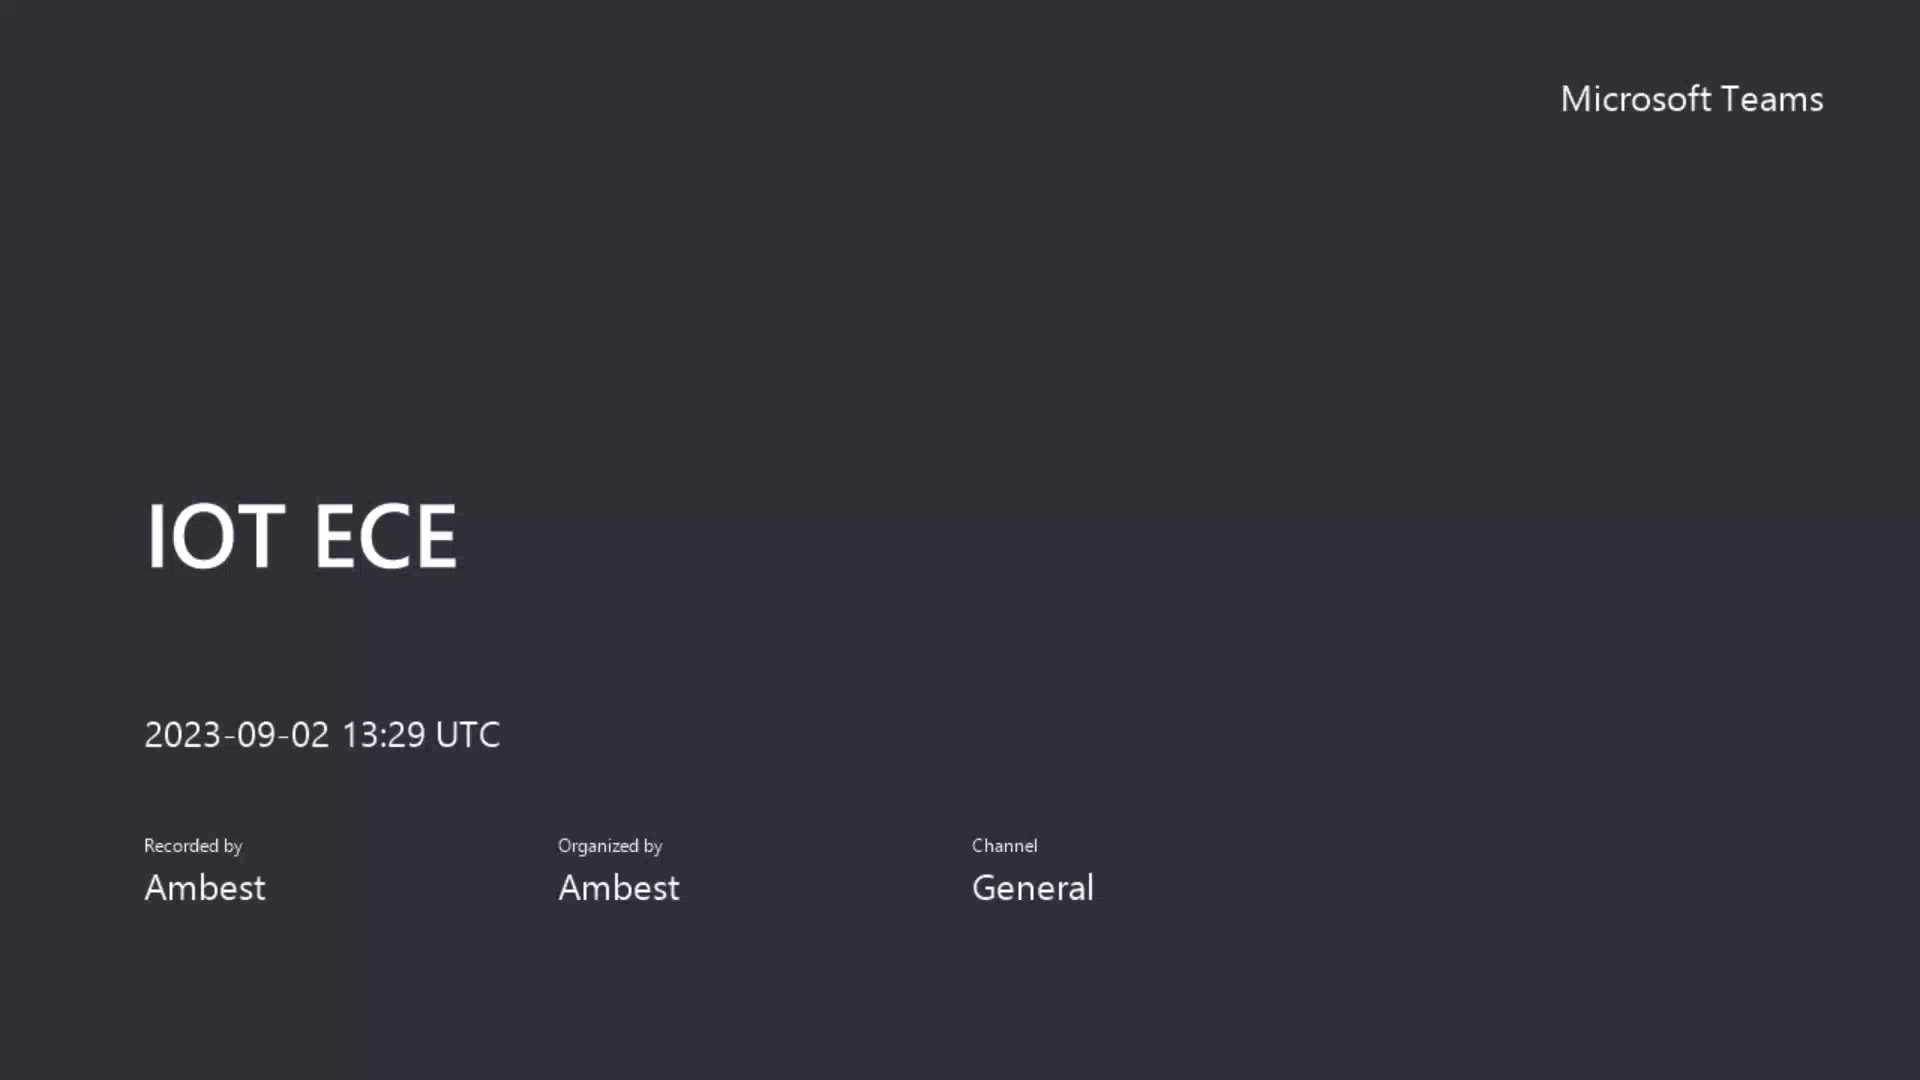 Microsoft Teams
IOT ECE
2023-09-02 13:29 UTC
Recorded by
Ambest
Organized by
Ambest
Channel
General